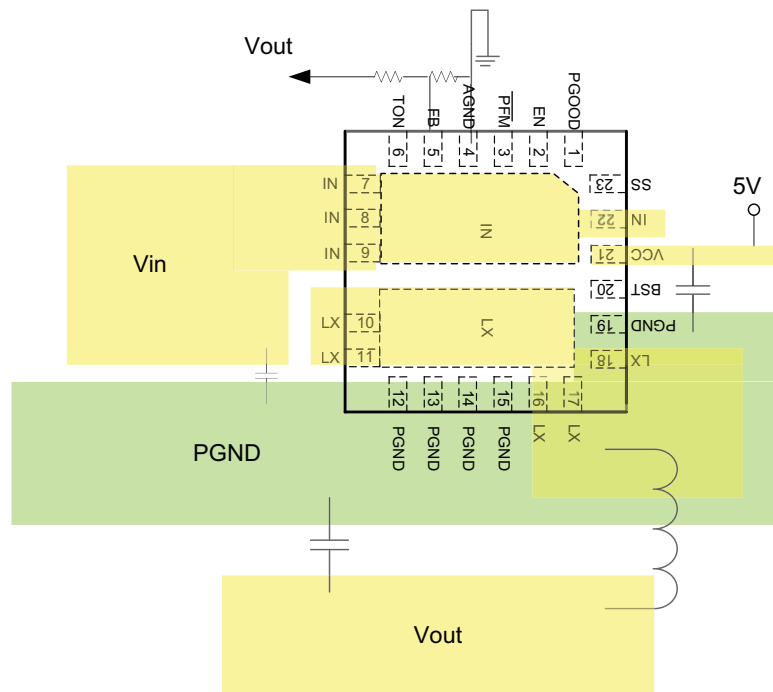 Vout
TON
FB
AGND
PFM
EN
PGOOD
6
5
4
3
2
1
IN 7
IN 8
IN 9
IN
23 SS
22 IN
21 VCC
5V
20 BST
19 PGND
18 LX
Vin
LX 10
LX 11
LX
12
13
14
15
16
17
PGND
PGND
PGND
PGND
LX
LX
PGND
Vout